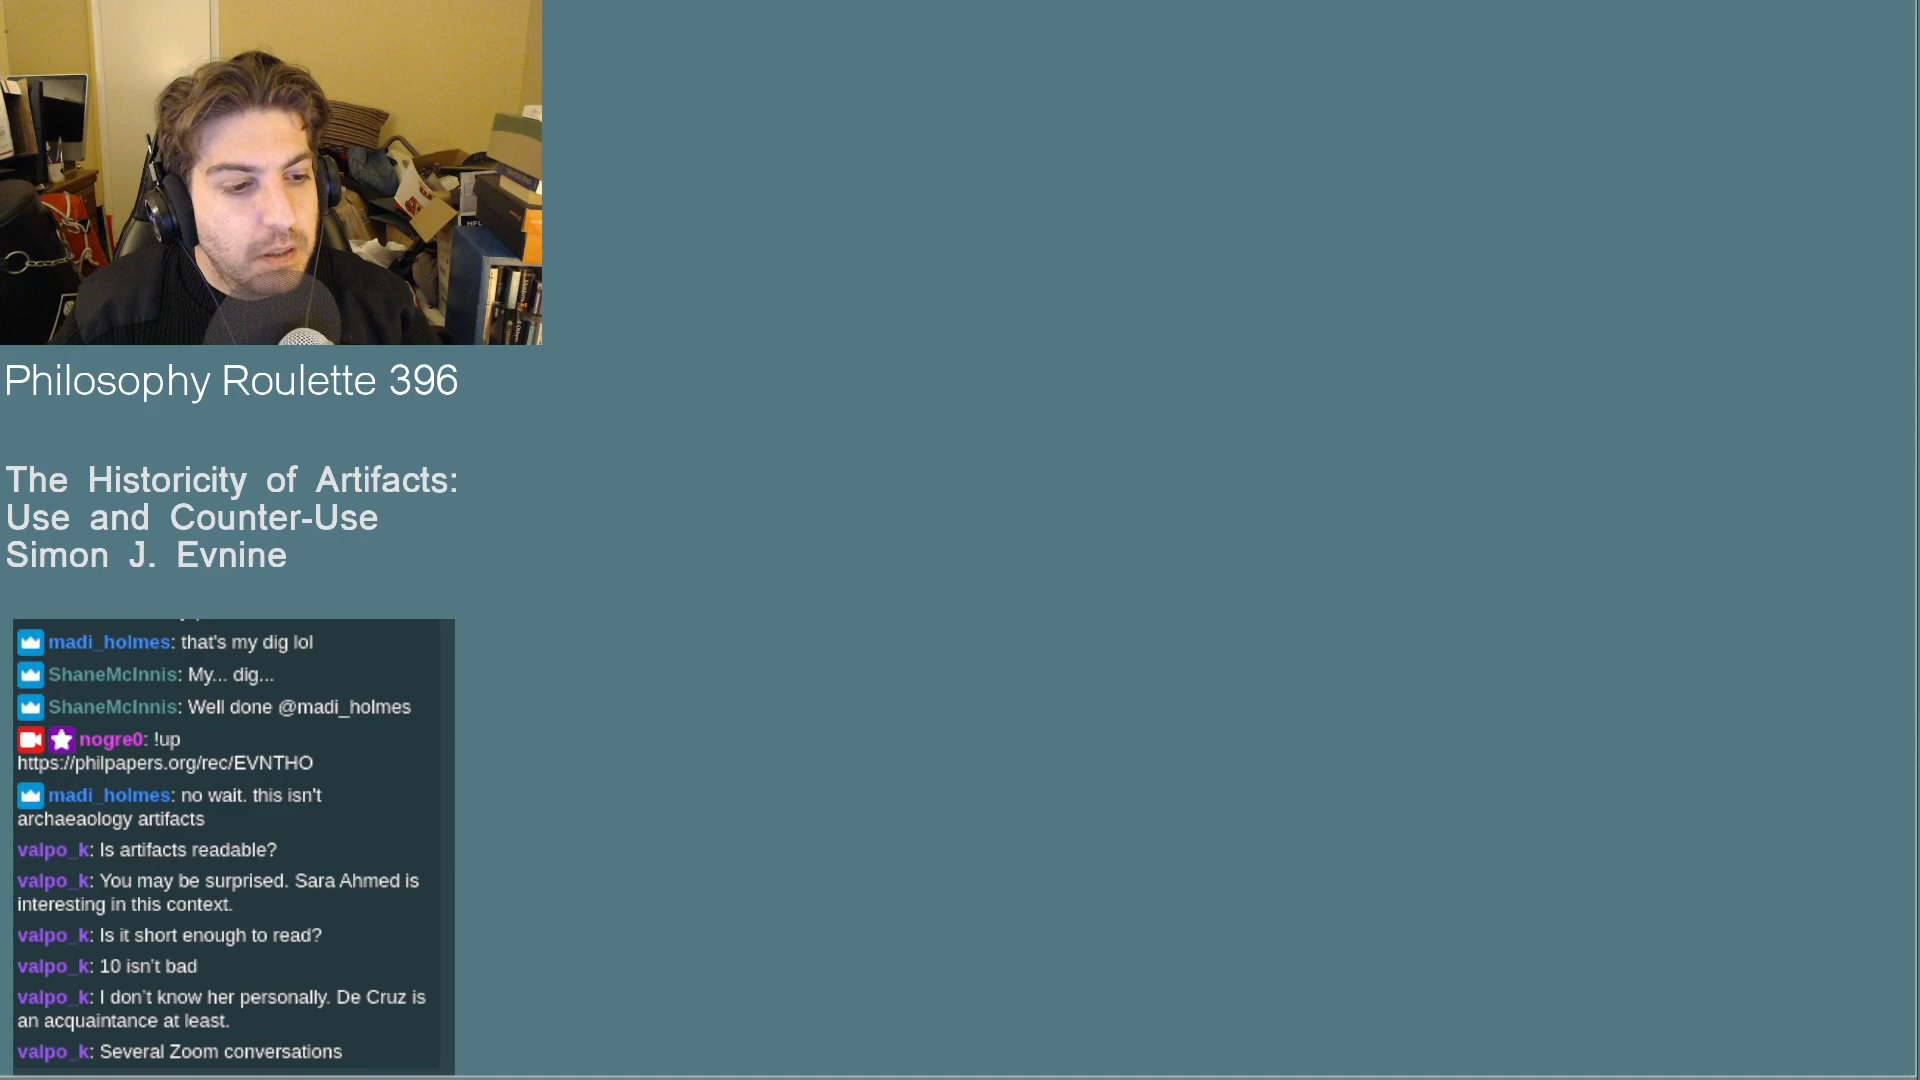 Philosophy Roulette 396
The Historicity of Artifacts:
Use and Counter-Use
Simon J. Evnine
madi_holmes: that's my dig lol
ShaneMcInnis: My... dig...
ShaneMcInnis: Well done @madi_holmes
nogre0: !up
https://philpapers.org/rec/EVNTHO
madi_holmes: no wait. this isn't
archaeaology artifacts
valpo_k: Is artifacts readable?
valpo_k: You may be surprised. Sara Ahmed is
interesting in this context.
valpo_k: Is it short enough to read?
valpo_k: 10 isn't bad
valpo_k: I don't know her personally. De Cruz is
an acquaintance at least.
valpo_k: Several Zoom conversations